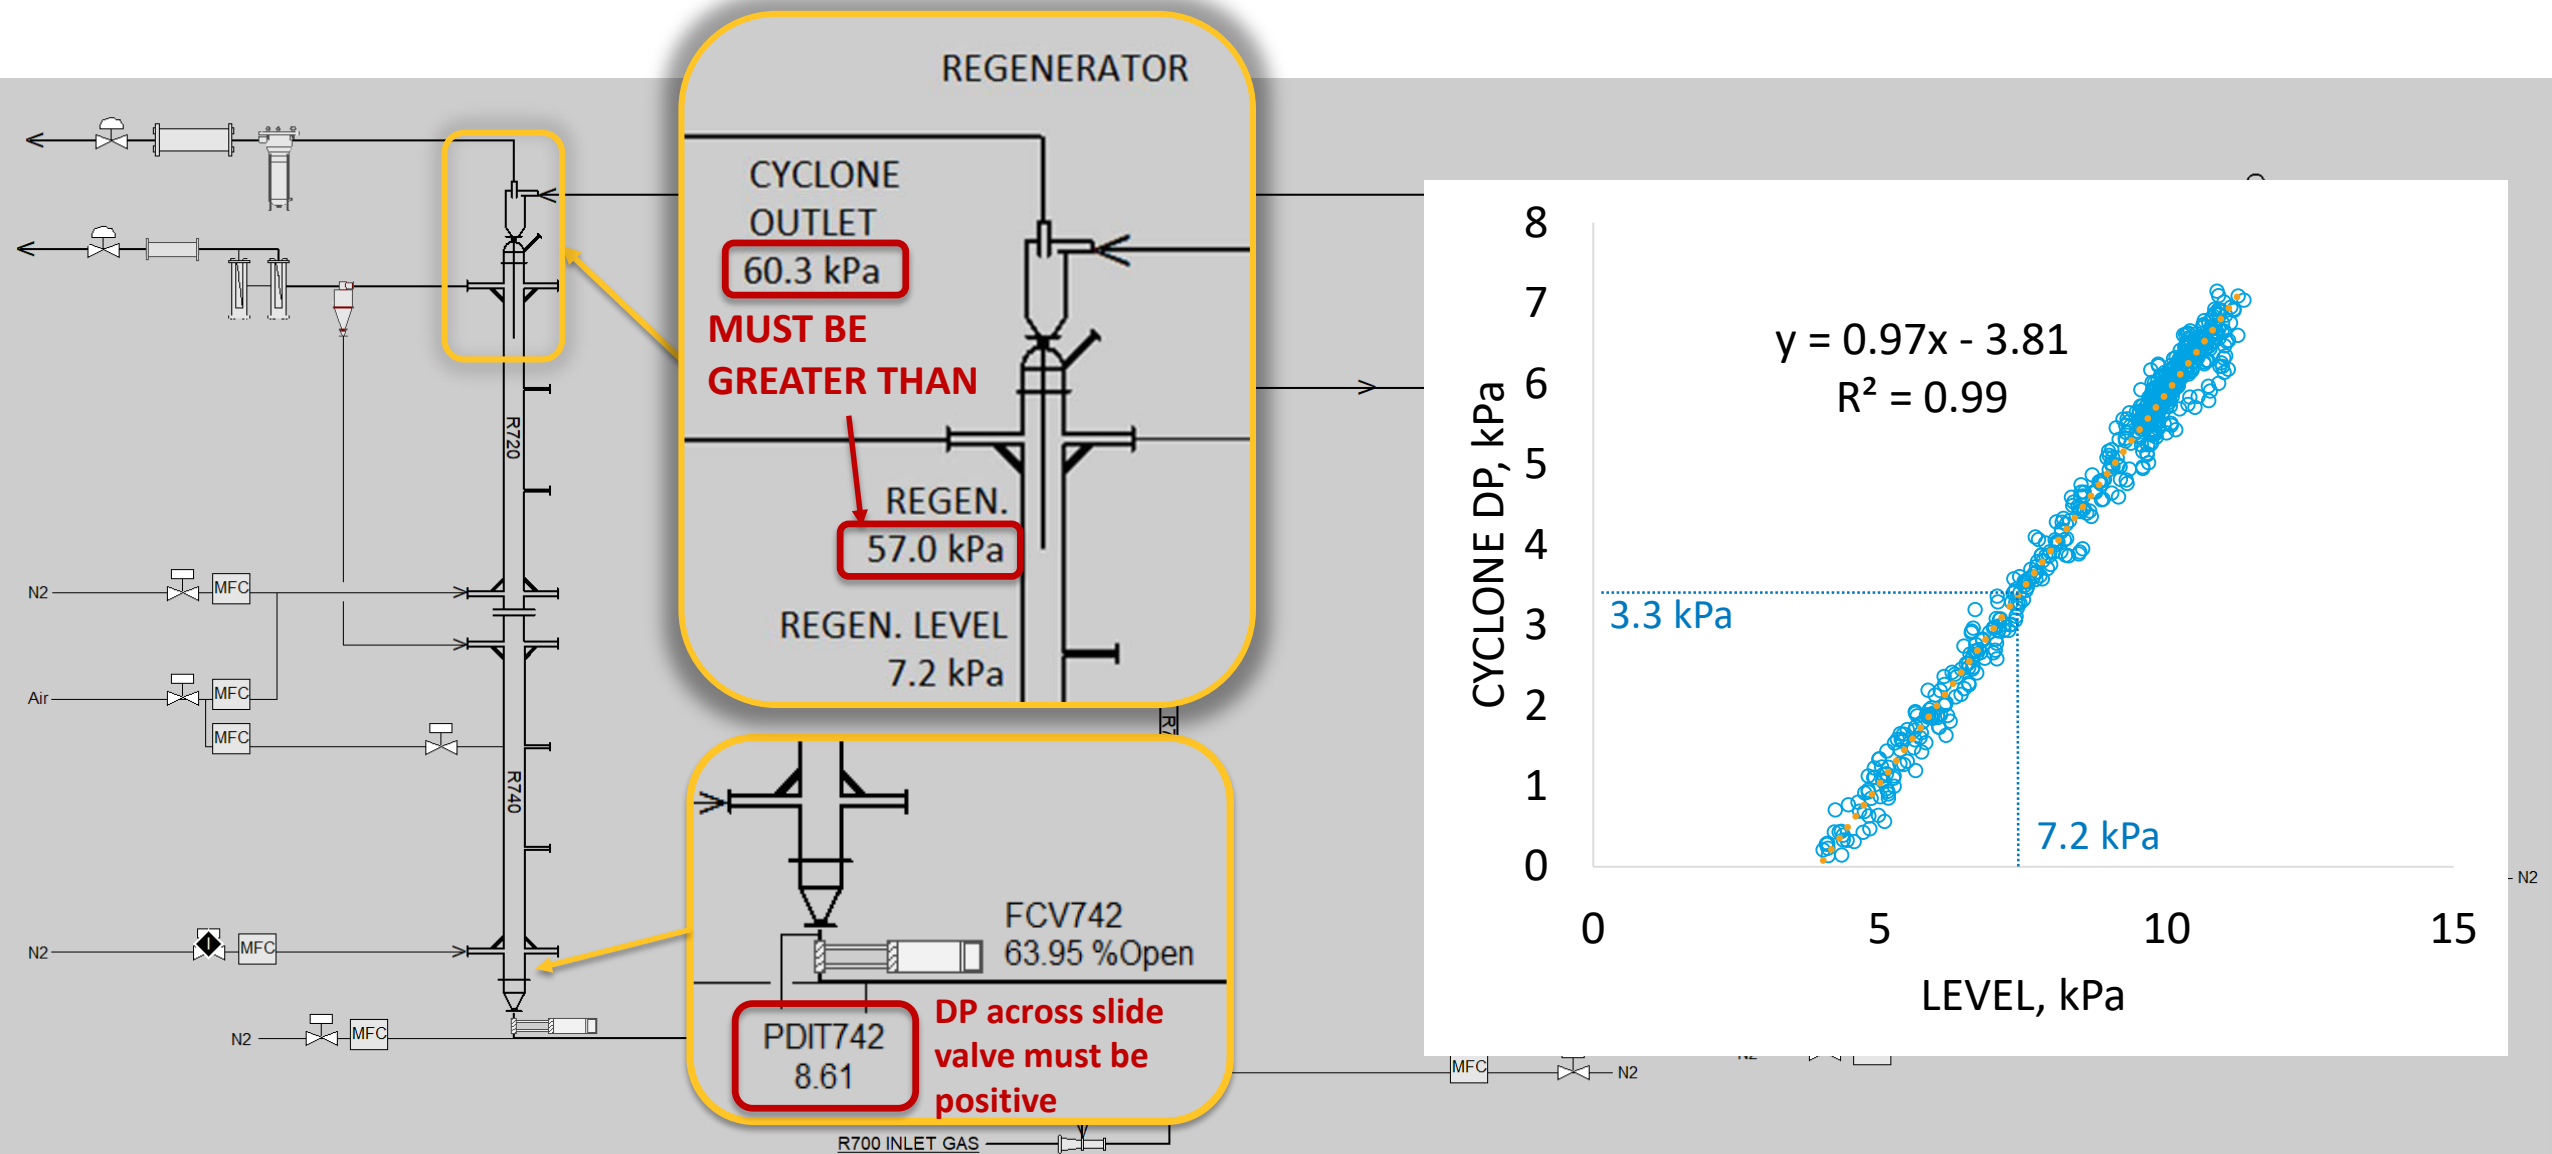 REGENERATOR
CYCLONE
OUTLET
60.3 kPa
MUST BE
GREATER THAN
REGEN.
57.0 kPa
REGEN. LEVEL
7.2 kPa
R720
N2
MFC
Air
MFC
MFC
R740
N2
MFC
N2
MFC
FCV742
63.95 %Open
PDIT742
8.61
DP across slide
valve must be
positive
R700 INLET GAS
CYCLONE DP, kPa
8
7
6
5
4
3
2
1
0
y = 0.97x - 3.81
R² = 0.99
3.3 kPa
7.2 kPa
0
5
10
15
LEVEL, kPa
N2
MFC
N2